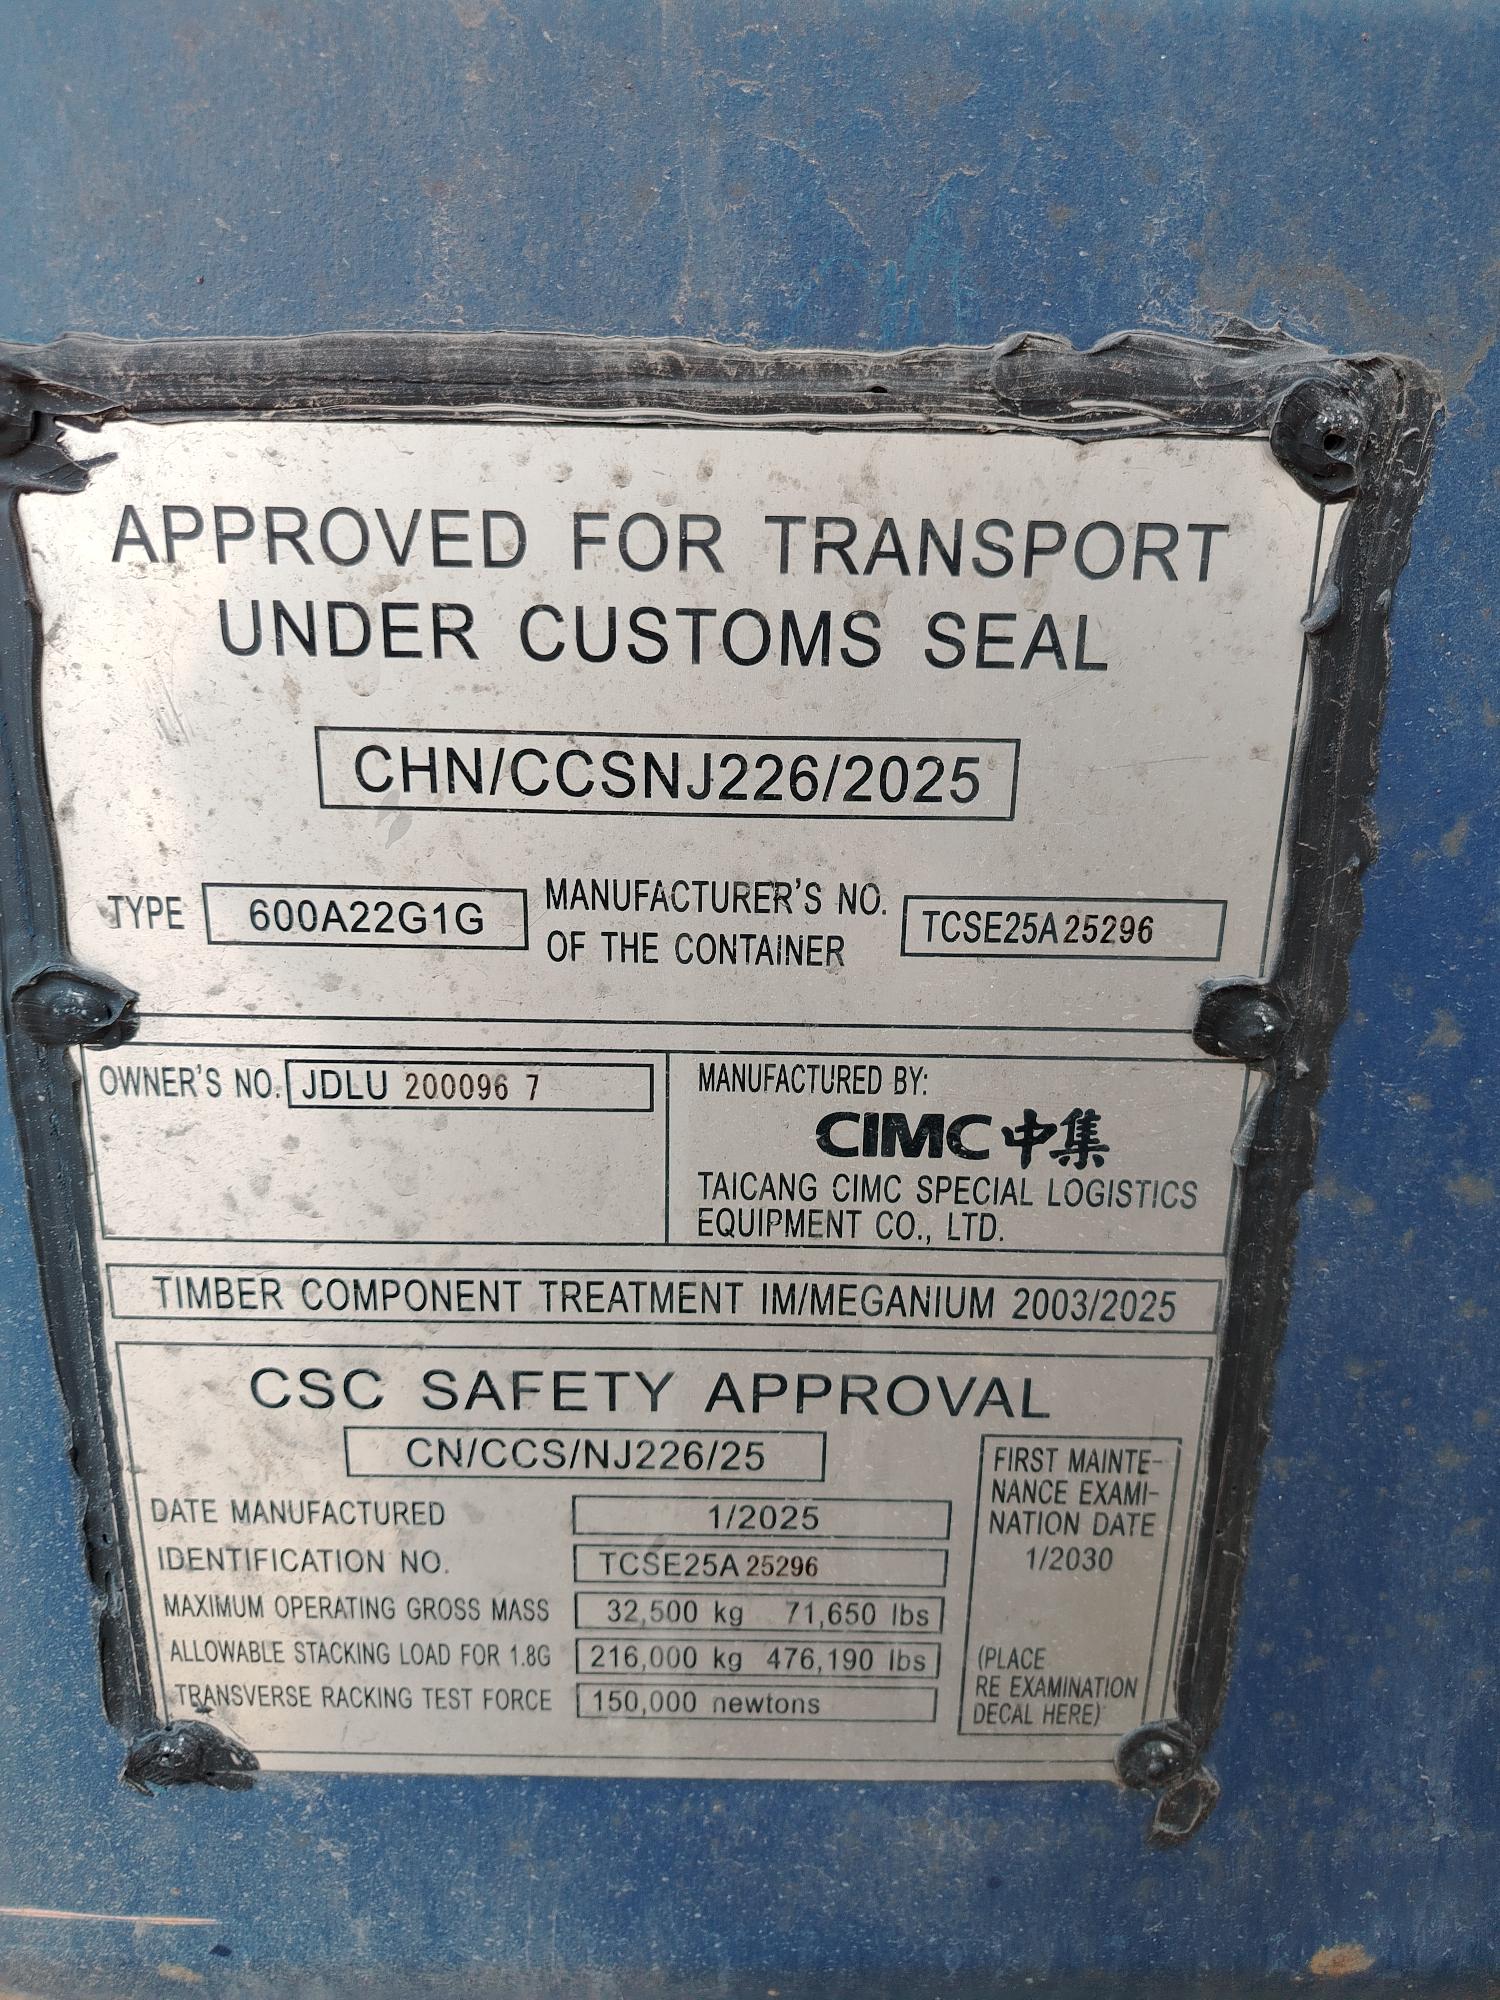 APPROVED FOR TRANSPORT
UNDER CUSTOMS SEAL
CHN/CCSNJ226/2025
TYPE 600A22G1G MANUFACTURER'S NO. OF THE CONTAINER TCSE25A25296
OWNER'S NO. JDLU 200096 7
MANUFACTURED BY:
CIMC 中集
TAICANG CIMC SPECIAL LOGISTICS
EQUIPMENT CO., LTD.
TIMBER COMPONENT TREATMENT IM/MEGANIUM 2003/2025
CSC SAFETY APPROVAL
CN/CCS/NJ226/25
DATE MANUFACTURED 1/2025
IDENTIFICATION NO. TCSE25A25296
MAXIMUM OPERATING GROSS MASS 32,500 kg 71,650 lbs
ALLOWABLE STACKING LOAD FOR 1.8G 216,000 kg 476,190 lbs
TRANSVERSE RACKING TEST FORCE 150,000 newtons
FIRST MAINTE-
NANCE EXAMI-
NATION DATE
1/2030
(PLACE
RE EXAMINATION
DECAL HERE)